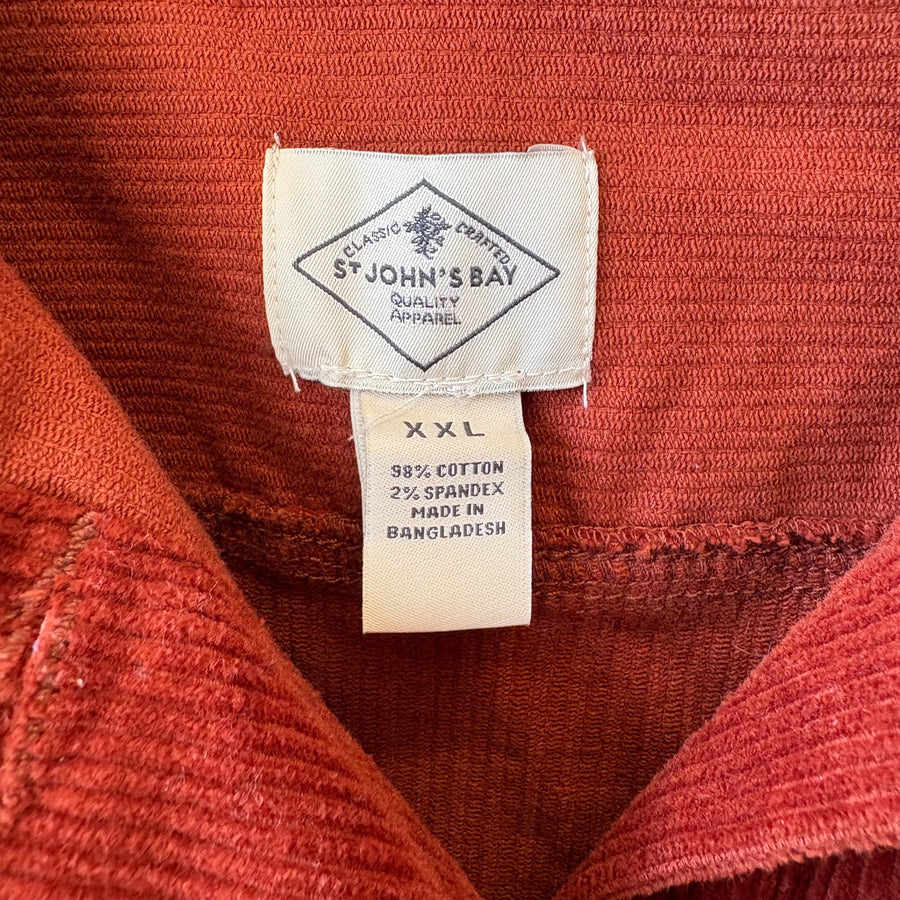 CLASSIC CRAFTED
ST JOHN'S BAY
QUALITY
APPAREL
XXL
98% COTTON
2% SPANDEX
MADE IN
BANGLADESH